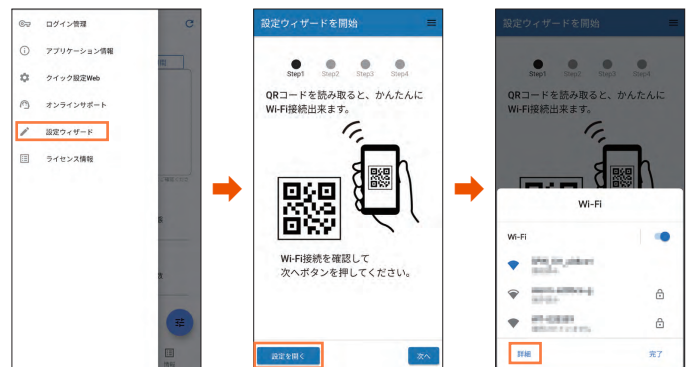 ログイン管理
アプリケーション情報
クイック設定Web
オンラインサポート
設定ウィザード
ライセンス情報
設定ウィザードを開始
Step1 Step2 Step3 Step4
QRコードを読み取ると、かんたんに
Wi-Fi接続出来ます。
Wi-Fi接続を確認して
次へボタンを押してください。
設定を開く 次へ
設定ウィザードを開始
Step1 Step2 Step3 Step4
QRコードを読み取ると、かんたんに
Wi-Fi接続出来ます。
Wi-Fi
Wi-Fi
詳細 完了